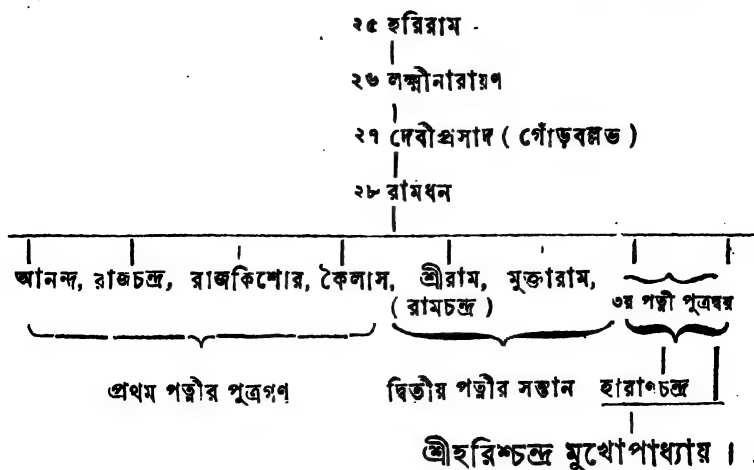 ২৫ হরিরাম
২৬ লক্ষ্মীনারায়ণ
২৭ দেবীপ্রসাদ ( গোঁড়বল্লভ )
২৮ রামধন
আনন্দ, রাজচন্দ্র, রাজকিশোর, কৈলাস, শ্রীরাম, মুক্তারাম,
( রামচন্দ্র )
৩য় পত্নী পুত্রদ্বয়
প্রথম পত্নীর পুত্রগণ দ্বিতীয় পত্নীর সন্তান হারাণচন্দ্র
শ্রীহরিশ্চন্দ্র মুখোপাধ্যায় ।